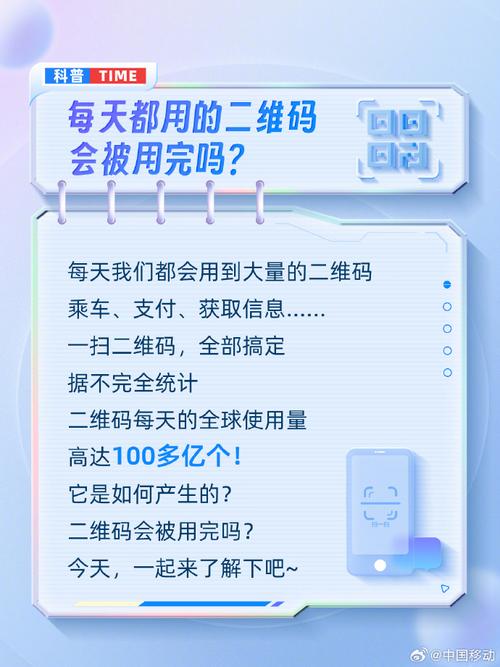 科普 TIME
每天都用的二维码
会被用完吗?
每天我们都会用到大量的二维码
乘车、支付、获取信息......
一扫二维码，全部搞定
据不完全统计
二维码每天的全球使用量
高达100多亿个！
它是如何产生的？
二维码会被用完吗？
今天，一起来了解下吧~
扫一扫
@中国移动